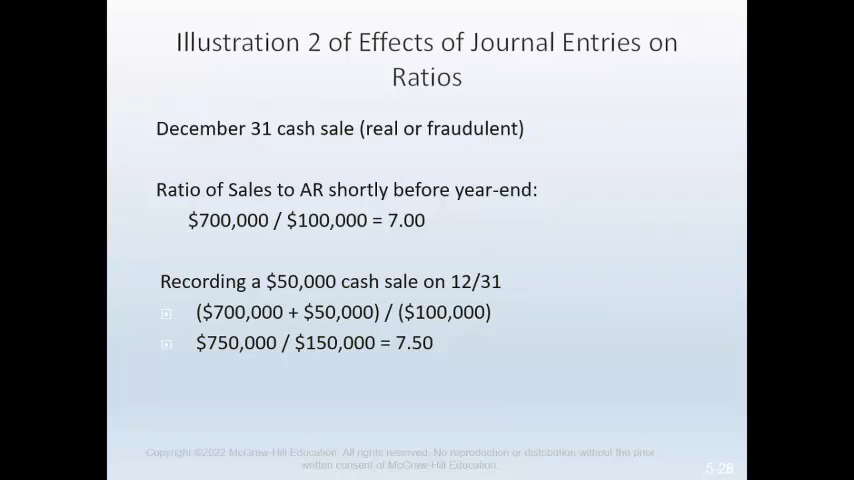 Illustration 2 of Effects of Journal Entries on
Ratios
December 31 cash sale (real or fraudulent)
Ratio of Sales to AR shortly before year-end:
$700,000 / $100,000 = 7.00
Recording a $50,000 cash sale on 12/31
($700,000 + $50,000) / ($100,000)
$750,000 / $150,000 = 7.50
Copyright ©2022 McGraw-Hill Education. All rights reserved. No reproduction or distribution without the prior
written consent of McGraw-Hill Education.
5-28